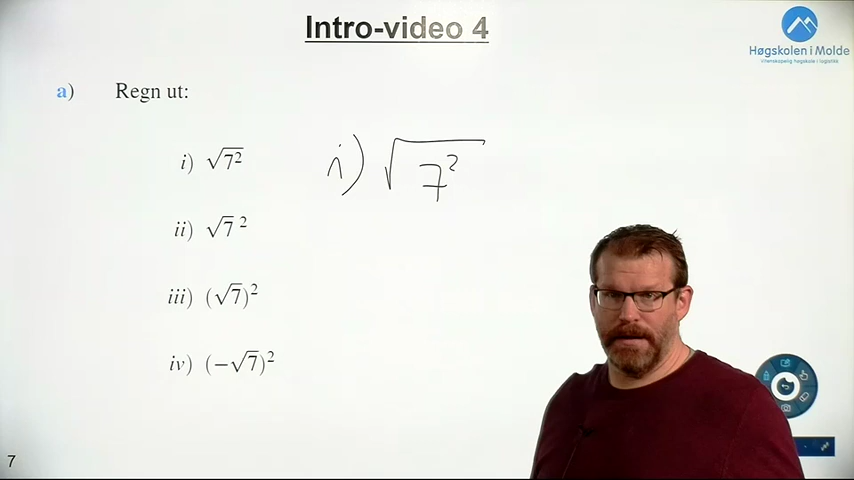 Intro-video 4
Høgskolen i Molde
Vitenskapelig høgskole i logistikk
a) Regn ut:
i) √7² i) √7²
ii) √7 ²
iii) (√7)²
iv) (−√7)²
7